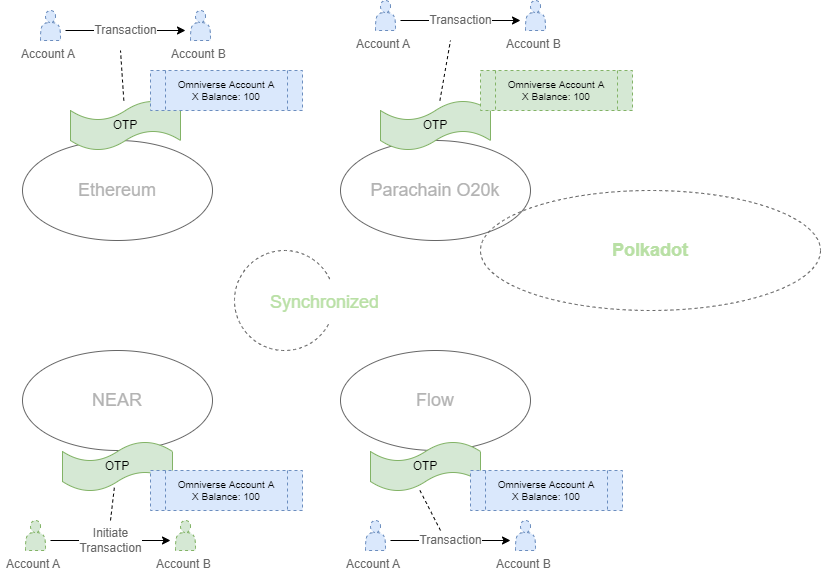 Transaction
Account A
Account B
Omniverse Account A
X Balance: 100
OTP
Ethereum
Transaction
Account A
Account B
Omniverse Account A
X Balance: 100
OTP
Parachain O20k
Polkadot
Synchronized
NEAR
OTP
Omniverse Account A
X Balance: 100
Initiate
Transaction
Account A
Account B
Flow
OTP
Omniverse Account A
X Balance: 100
Transaction
Account A
Account B